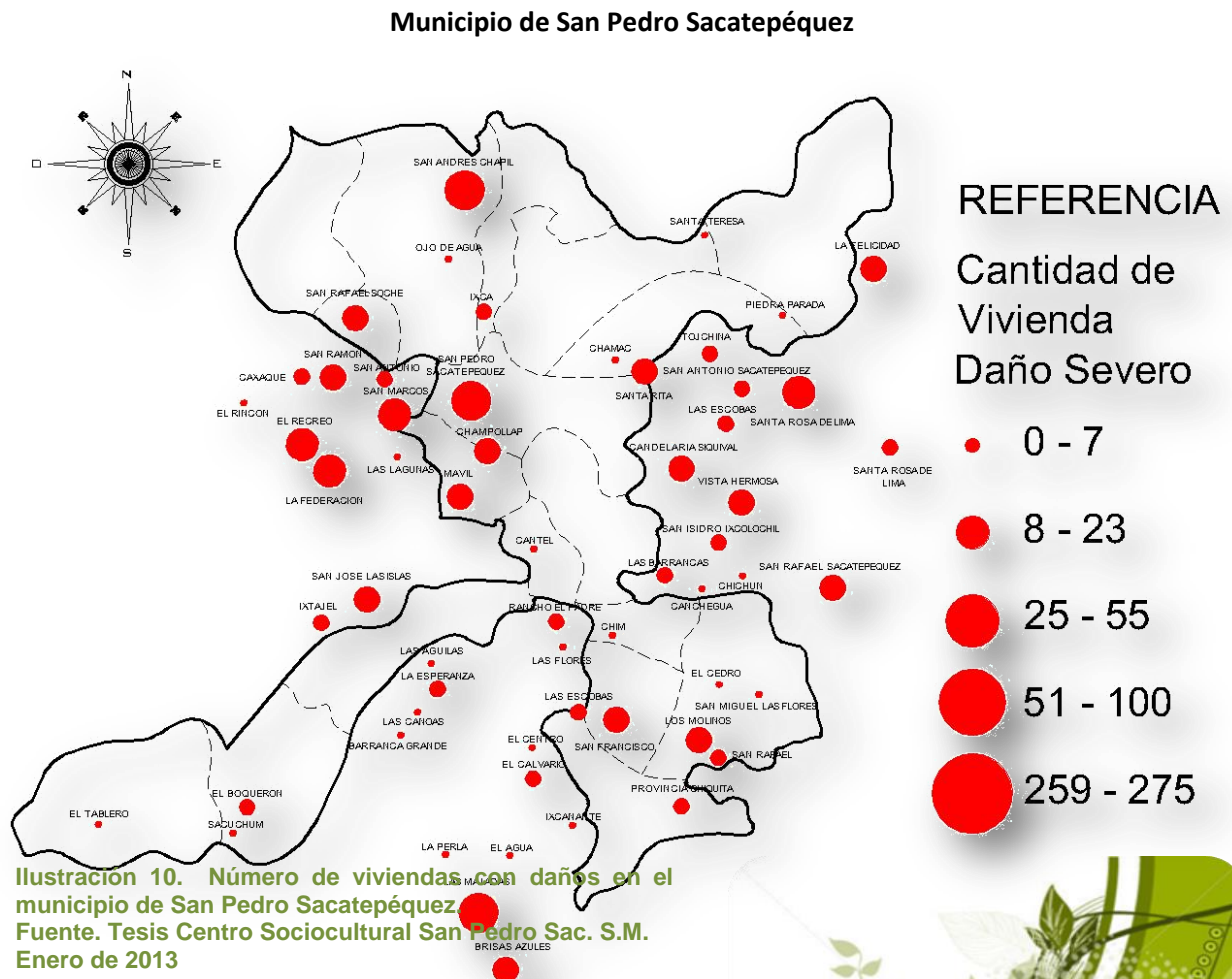 Municipio de San Pedro Sacatepéquez
N
O
E
S
SAN ANDRES CHAPIL
SANTA TERESA
OJO DE AGUA
LA FELICIDAD
SAN RAFAEL SOCHE
IXCA
PIEDRA PARADA
TOJCHINA
CHAMAC
SAN RAMON
SAN ANTONIO
SAN PEDRO
SACATEPEQUEZ
SAN ANTONIO SACATEPEQUEZ
CAXAQUE
SAN MARCOS
SANTA RITA
EL RINCON
LAS ESCOBAS
SANTA ROSA DE LIMA
EL RECREO
CHAMPOLLAP
CANDELARIA SIQUIVAL
LAS LAGUNAS
MAVIL
SANTA ROSA DE
LIMA
VISTA HERMOSA
LA FEDERACION
SAN ISIDRO IXCOLOCHIL
CANTEL
LAS BARRANCAS
SAN RAFAEL SACATEPEQUEZ
SAN JOSE LAS ISLAS
CHICHUN
CANCHEGUA
IXTAJEL
RANCHO EL PADRE
CHIM
LAS AGUILAS
LAS FLORES
LA ESPERANZA
EL CEDRO
LAS ESCOBAS
SAN MIGUEL LAS FLORES
LAS CANOAS
LOS MOLINOS
BARRANCA GRANDE
EL CENTRO
SAN FRANCISCO
SAN RAFAEL
EL CALVARIO
PROVINCIA CHIQUITA
EL BOQUERON
EL TABLERO
SACUCHUM
IXCANANTE
LA PERLA
EL AGUA
LAS MAJADAS
BRISAS AZULES
REFERENCIA
Cantidad de
Vivienda
Daño Severo
0 - 7
8 - 23
25 - 55
51 - 100
259 - 275
Ilustración 10. Número de viviendas con daños en el
municipio de San Pedro Sacatepéquez,
Fuente. Tesis Centro Sociocultural San Pedro Sac. S.M.
Enero de 2013